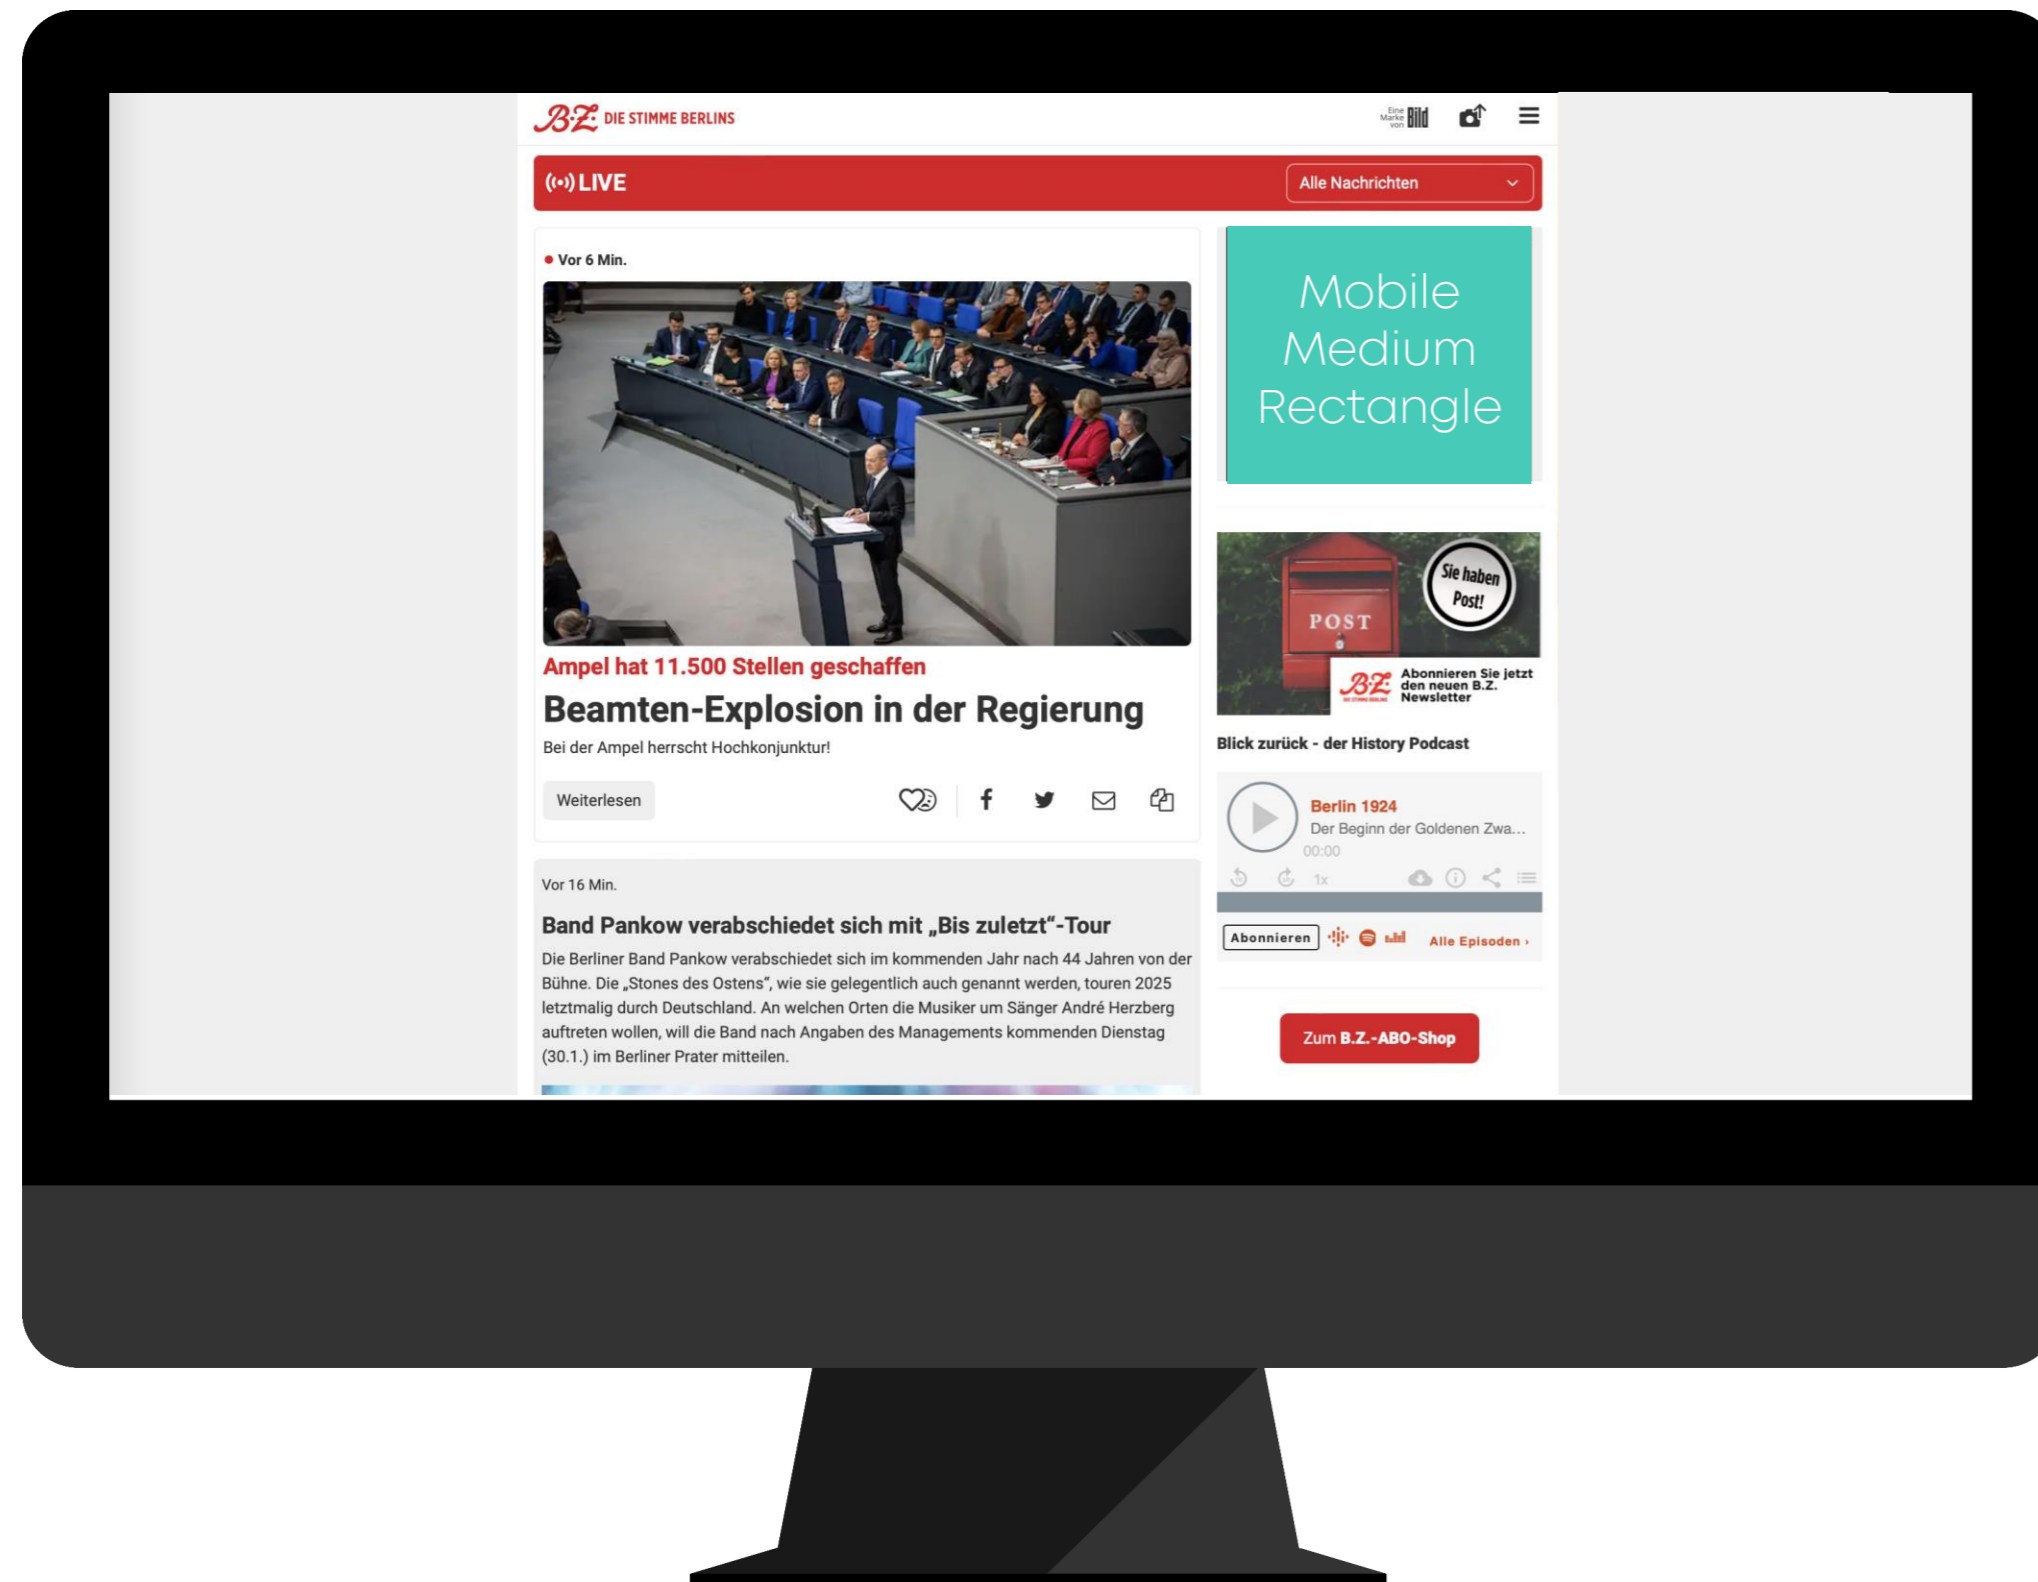 B.Z. DIE STIMME BERLINS
Eine
Marke
von
Bild
LIVE
Alle Nachrichten
Vor 6 Min.
Ampel hat 11.500 Stellen geschaffen
Beamten-Explosion in der Regierung
Bei der Ampel herrscht Hochkonjunktur!
Weiterlesen
Vor 16 Min.
Band Pankow verabschiedet sich mit „Bis zuletzt“-Tour
Die Berliner Band Pankow verabschiedet sich im kommenden Jahr nach 44 Jahren von der
Bühne. Die „Stones des Ostens“, wie sie gelegentlich auch genannt werden, touren 2025
letztmalig durch Deutschland. An welchen Orten die Musiker um Sänger André Herzberg
auftreten wollen, will die Band nach Angaben des Managements kommenden Dienstag
(30.1.) im Berliner Prater mitteilen.
Mobile
Medium
Rectangle
Sie haben
Post!
POST
B.Z.
DIE STIMME BERLINS
Abonnieren Sie jetzt
den neuen B.Z.
Newsletter
Blick zurück - der History Podcast
Berlin 1924
Der Beginn der Goldenen Zwa...
00:00
1x
Abonnieren
Alle Episoden ›
Zum B.Z.-ABO-Shop